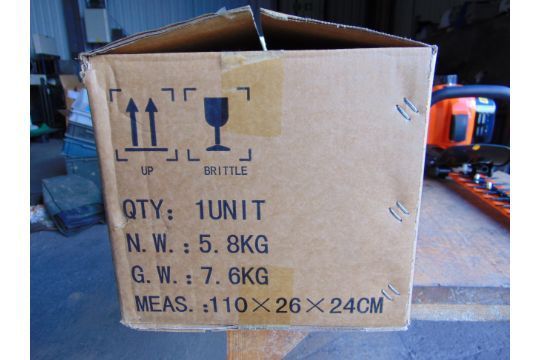 UP BRITTLE
QTY: 1UNIT
N.W.:5.8KG
G.W.:7.6KG
MEAS.:110×26×24CM